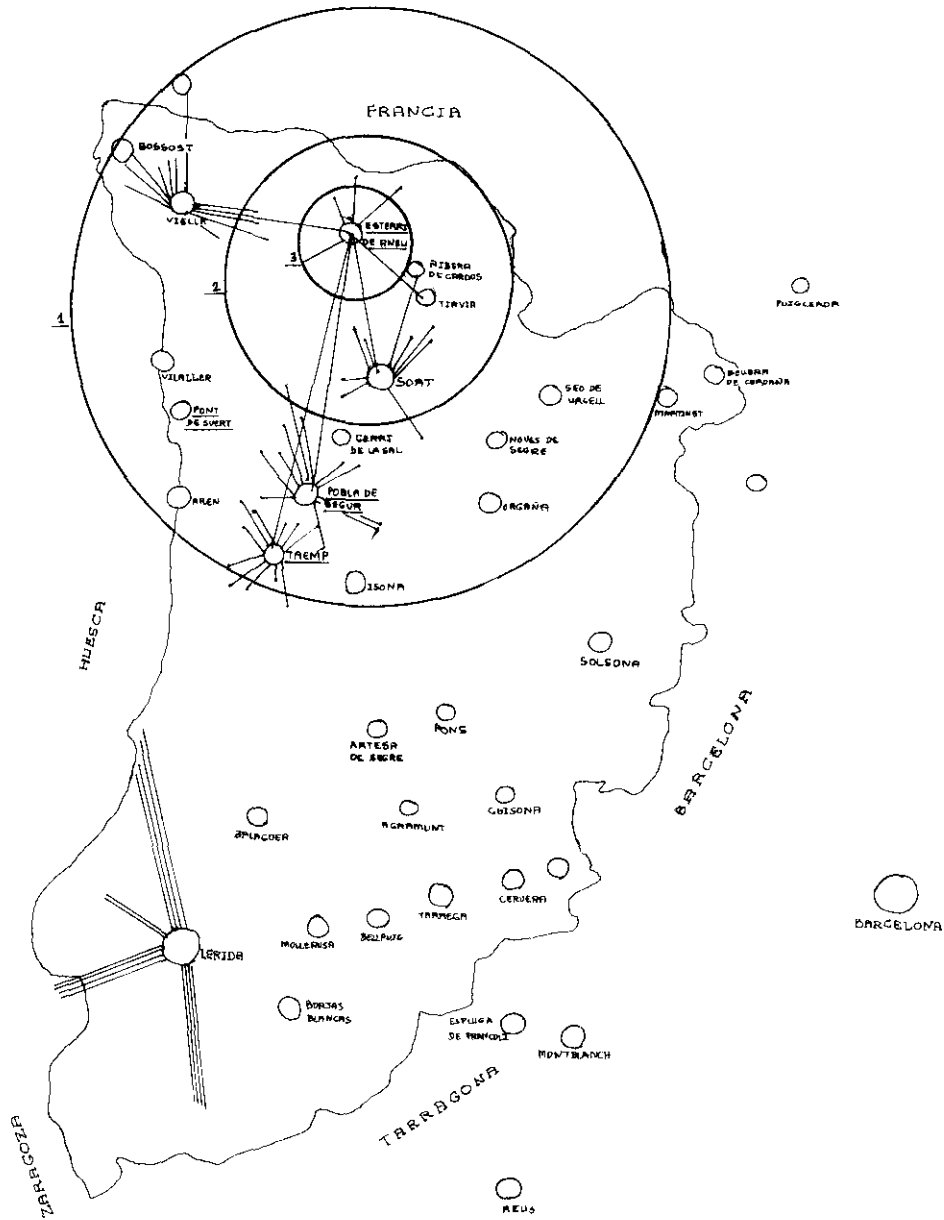 FRANCIA
BOSSOST
VIELLA
ESTERRI
DE ANEU
3
RIBERA
DE CARDOS
2
TIRVIA
PUIGCERDA
1
VILALLER
SORT
BELLBER
DE CERDAÑA
SEO DE
URGELL
MARTINET
PONT
DE SUERT
GERRI
DE LA SAL
NOVES DE
SEGRE
AREN
POBLA DE
SEGUR
ORGAÑA
TREMP
ISONA
HUESCA
SOLSONA
BARCELONA
PONS
ARTESA
DE SEGRE
GUISONA
AGRAMUNT
BALAGUER
CERVERA
TARREGA
BARCELONA
MOLLERUSA
BELLPUIG
LERIDA
BORJAS
BLANCAS
ESPLUGA
DE FRANCOLI
MONTBLANCH
TARRAGONA
ZARAGOZA
REUS